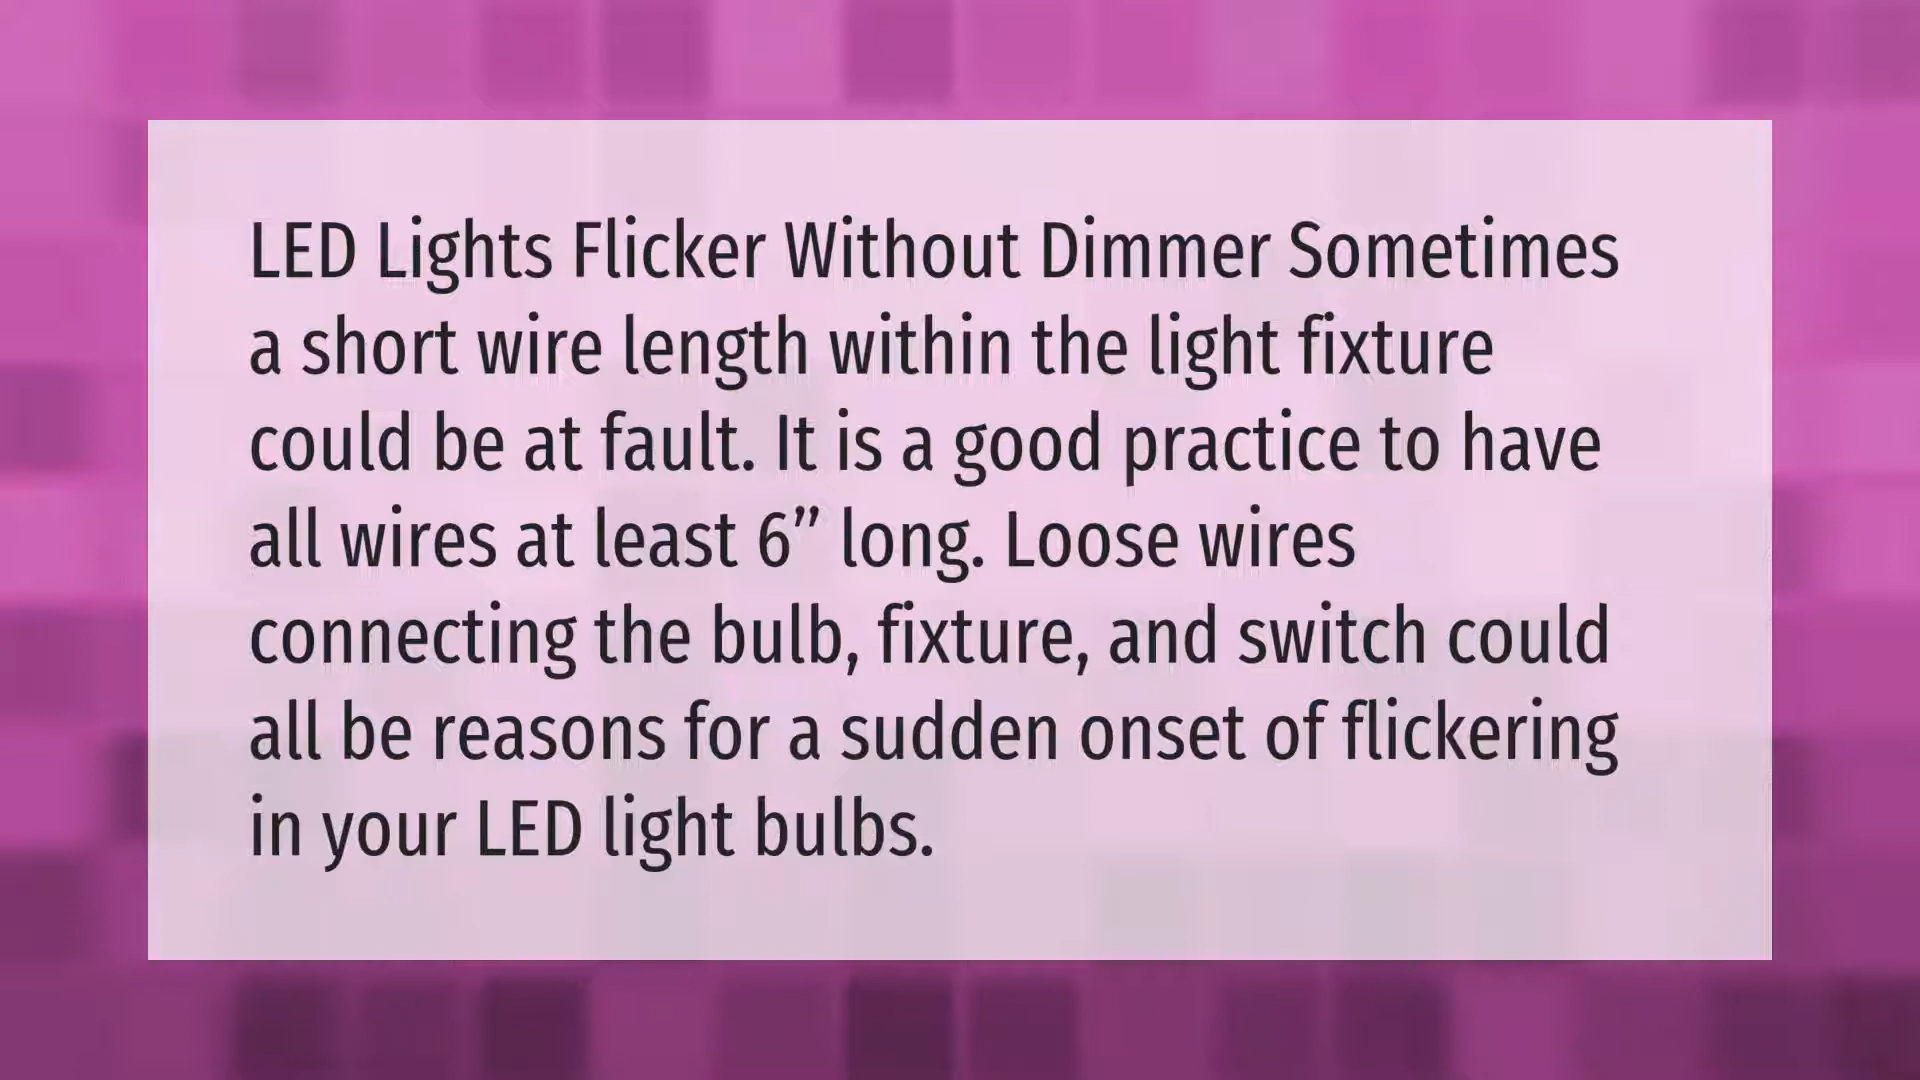 LED Lights Flicker Without Dimmer Sometimes
a short wire length within the light fixture
could be at fault. It is a good practice to have
all wires at least 6” long. Loose wires
connecting the bulb, fixture, and switch could
all be reasons for a sudden onset of flickering
in your LED light bulbs.